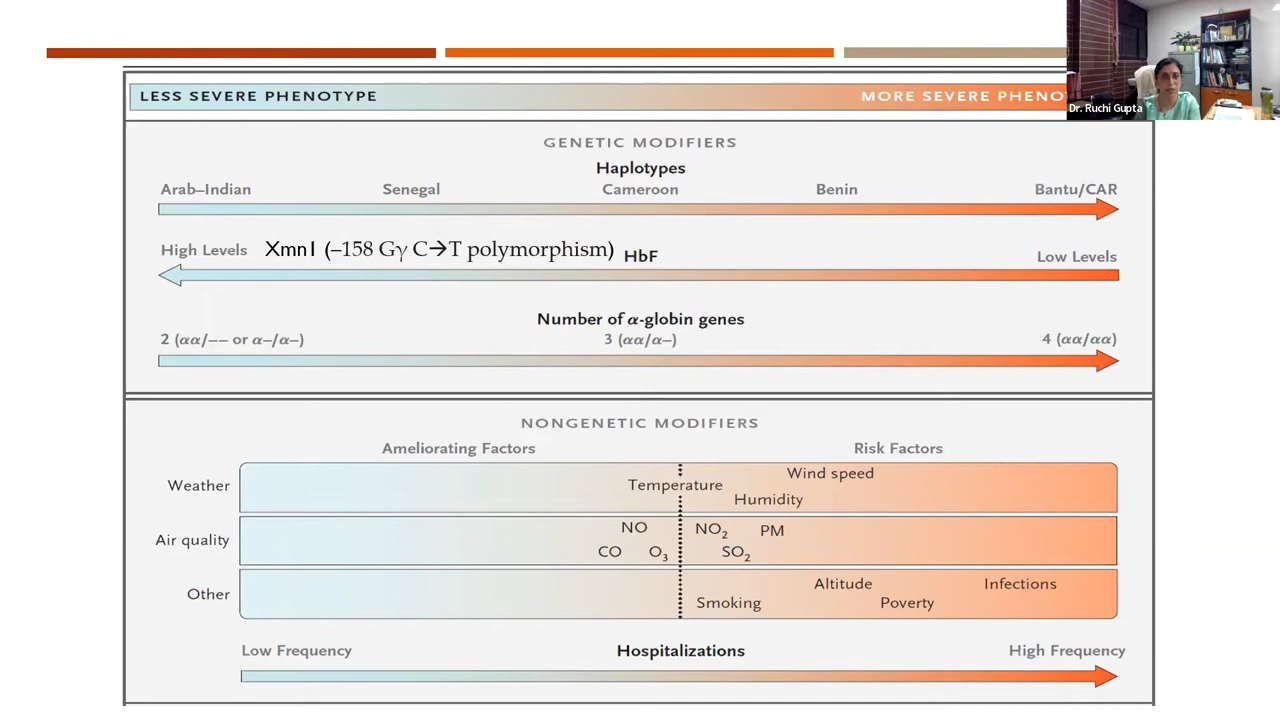 LESS SEVERE PHENOTYPE MORE SEVERE PHENO
Dr. Ruchi Gupta
GENETIC MODIFIERS
Haplotypes
Arab–Indian Senegal Cameroon Benin Bantu/CAR
High Levels XmnI (–158 Gγ C→T polymorphism) HbF Low Levels
Number of α-globin genes
2 (αα/–– or α–/α–) 3 (αα/α–) 4 (αα/αα)
NONGENETIC MODIFIERS
Ameliorating Factors Risk Factors
Weather Temperature Wind speed
Humidity
Air quality NO NO₂ PM
CO O₃ SO₂
Other Altitude Infections
Smoking Poverty
Low Frequency Hospitalizations High Frequency